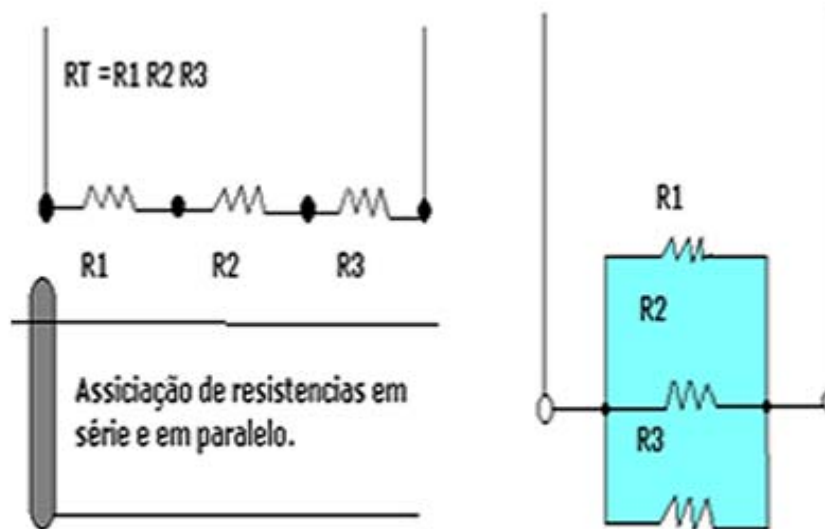 RT =R1 R2 R3
R1 R2 R3
Assiciação de resistencias em
série e em paralelo.
R1
R2
R3